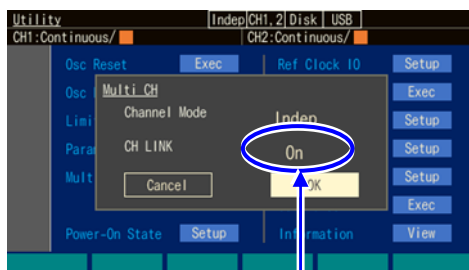 Utility Indep CH1, 2 Disk USB
CH1:Continuous/ CH2:Continuous/
Osc Reset Exec Ref Clock IO Setup
Osc Exec
Multi CH
Channel Mode Indep
Limi Setup
Para CH LINK On Setup
Mult Cancel OK Setup
Exec
Power-On State Setup Information View